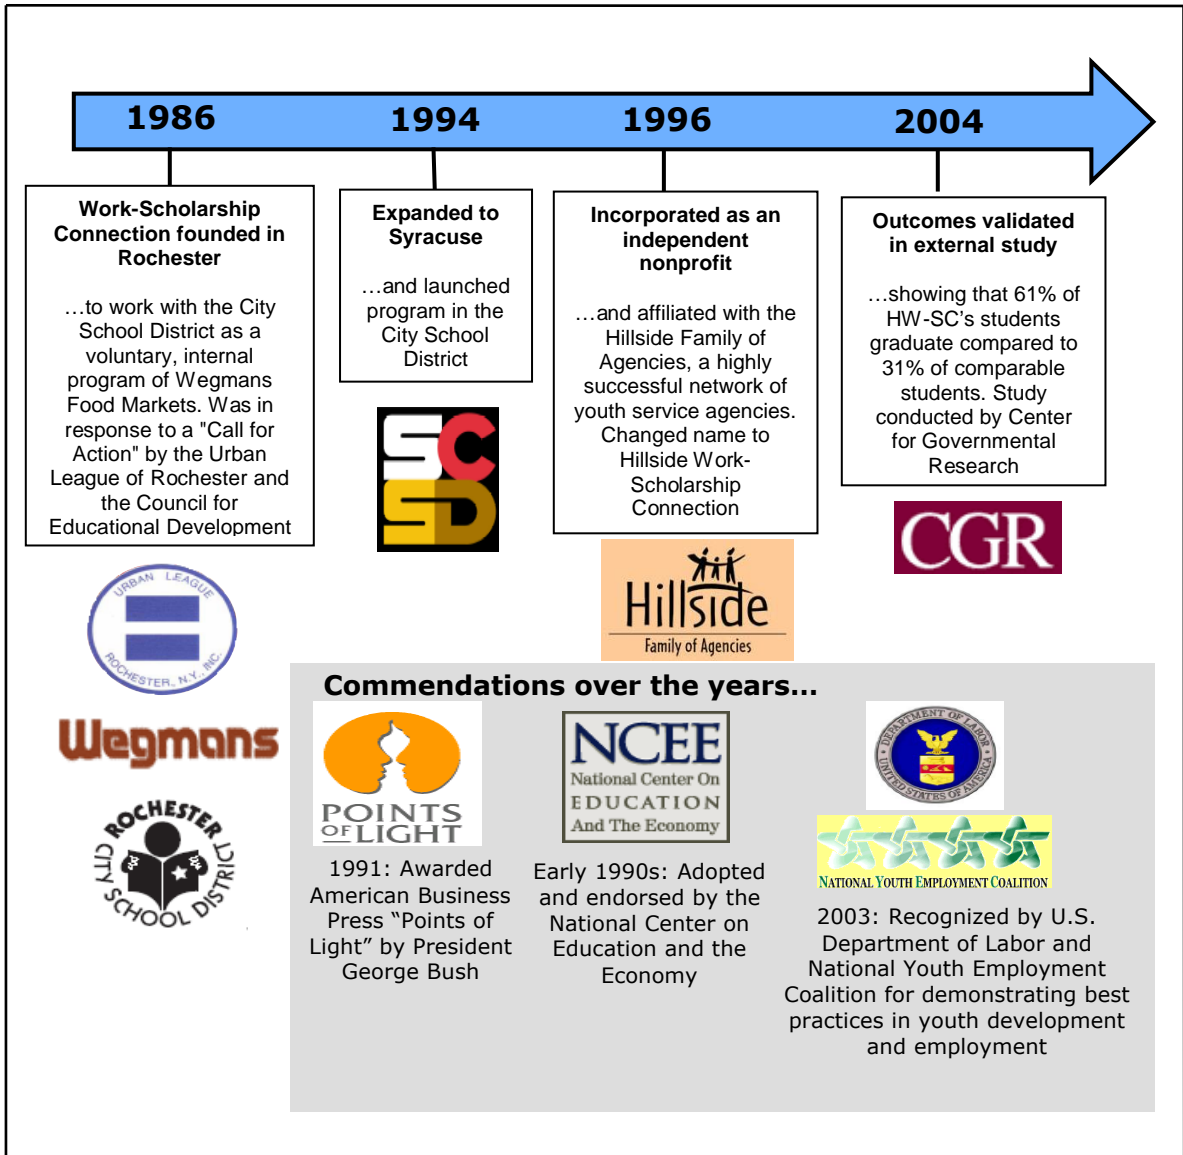 1986
1994
1996
2004
Work-Scholarship
Connection founded in
Rochester
…to work with the City
School District as a
voluntary, internal
program of Wegmans
Food Markets. Was in
response to a "Call for
Action" by the Urban
League of Rochester and
the Council for
Educational Development
Expanded to
Syracuse
…and launched
program in the
City School
District
Incorporated as an
independent
nonprofit
…and affiliated with the
Hillside Family of
Agencies, a highly
successful network of
youth service agencies.
Changed name to
Hillside Work-
Scholarship
Connection
Outcomes validated
in external study
…showing that 61% of
HW-SC's students
graduate compared to
31% of comparable
students. Study
conducted by Center
for Governmental
Research
SC
SD
CGR
Hillside
Family of Agencies
URBAN LEAGUE
ROCHESTER, N.Y., INC.
Wegmans
ROCHESTER
CITY SCHOOL DISTRICT
Commendations over the years…
POINTS
OF LIGHT
1991: Awarded
American Business
Press “Points of
Light” by President
George Bush
NCEE
National Center On
EDUCATION
And The Economy
Early 1990s: Adopted
and endorsed by the
National Center on
Education and the
Economy
DEPARTMENT OF LABOR
UNITED STATES OF AMERICA
NATIONAL YOUTH EMPLOYMENT COALITION
2003: Recognized by U.S.
Department of Labor and
National Youth Employment
Coalition for demonstrating best
practices in youth development
and employment